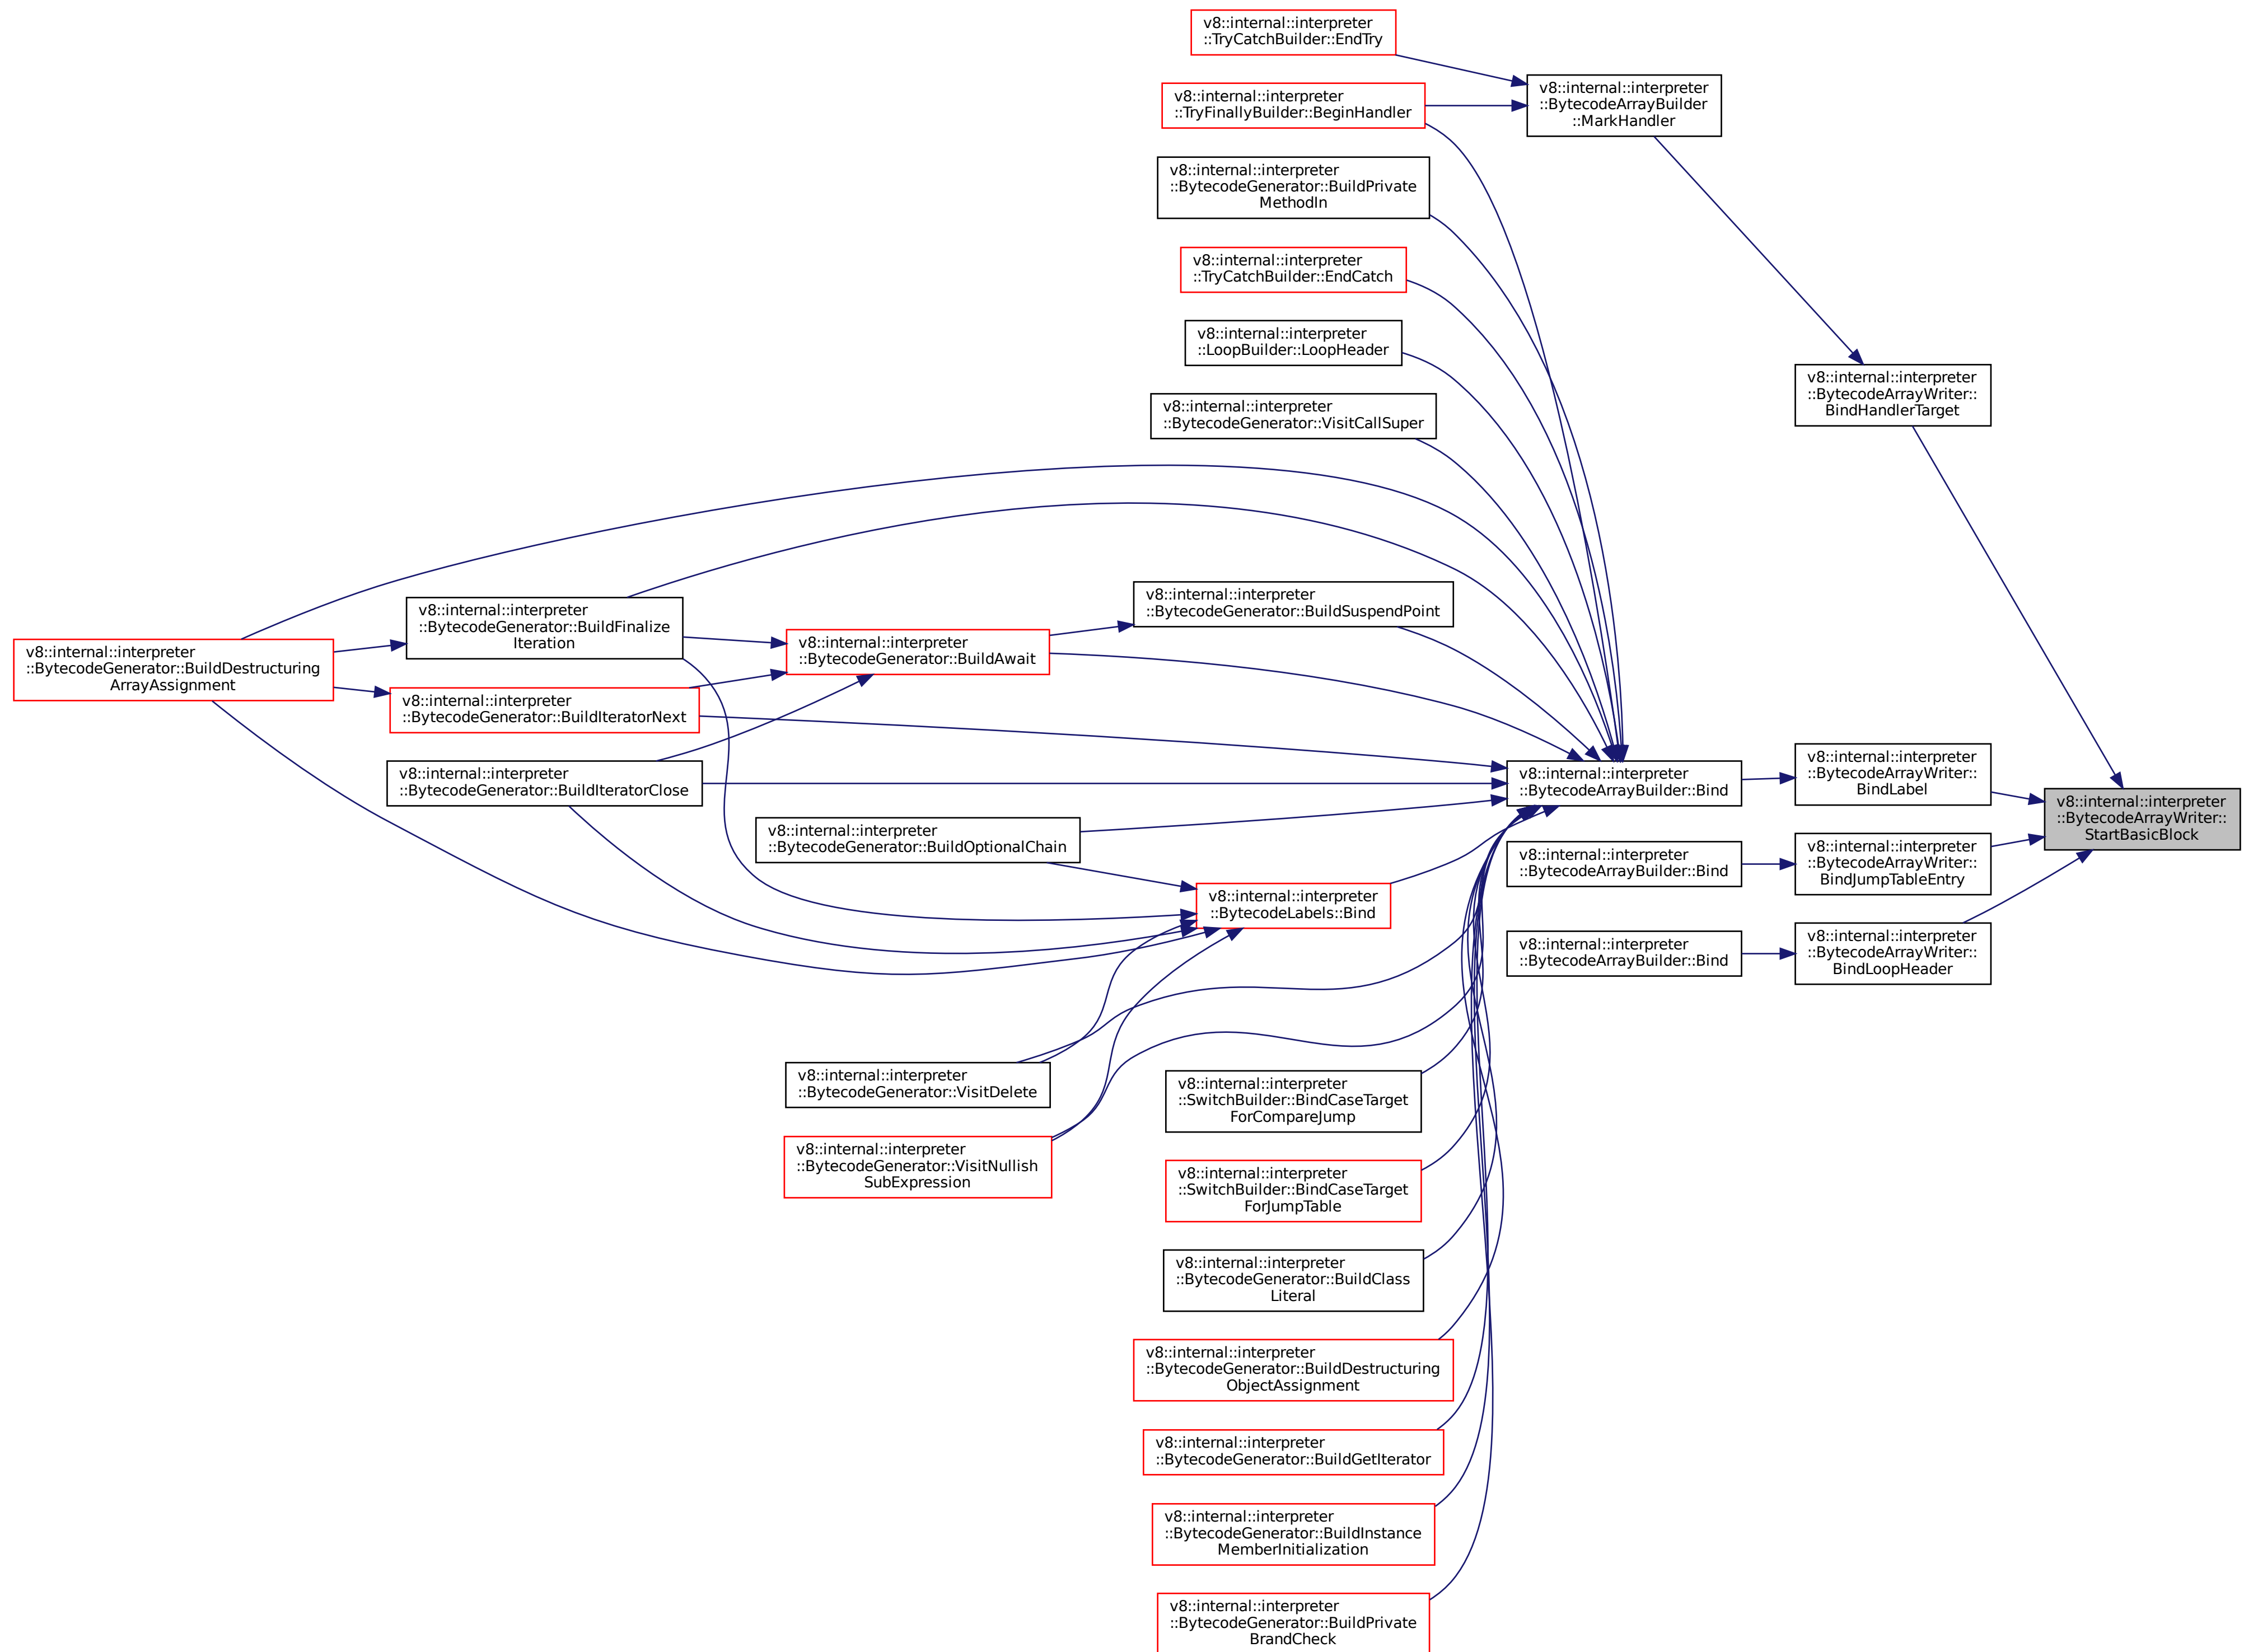 v8::internal::interpreter
::TryCatchBuilder::EndTry
v8::internal::interpreter
::BytecodeArrayBuilder
::MarkHandler
v8::internal::interpreter
::TryFinallyBuilder::BeginHandler
v8::internal::interpreter
::BytecodeGenerator::BuildPrivate
MethodIn
v8::internal::interpreter
::TryCatchBuilder::EndCatch
v8::internal::interpreter
::LoopBuilder::LoopHeader
v8::internal::interpreter
::BytecodeArrayWriter::
BindHandlerTarget
v8::internal::interpreter
::BytecodeGenerator::VisitCallSuper
v8::internal::interpreter
::BytecodeGenerator::BuildSuspendPoint
v8::internal::interpreter
::BytecodeGenerator::BuildFinalize
Iteration
v8::internal::interpreter
::BytecodeGenerator::BuildAwait
v8::internal::interpreter
::BytecodeGenerator::BuildDestructuring
ArrayAssignment
v8::internal::interpreter
::BytecodeGenerator::BuildIteratorNext
v8::internal::interpreter
::BytecodeArrayWriter::
BindLabel
v8::internal::interpreter
::BytecodeGenerator::BuildIteratorClose
v8::internal::interpreter
::BytecodeArrayBuilder::Bind
v8::internal::interpreter
::BytecodeArrayWriter::
StartBasicBlock
v8::internal::interpreter
::BytecodeGenerator::BuildOptionalChain
v8::internal::interpreter
::BytecodeArrayBuilder::Bind
v8::internal::interpreter
::BytecodeArrayWriter::
BindJumpTableEntry
v8::internal::interpreter
::BytecodeLabels::Bind
v8::internal::interpreter
::BytecodeArrayBuilder::Bind
v8::internal::interpreter
::BytecodeArrayWriter::
BindLoopHeader
v8::internal::interpreter
::BytecodeGenerator::VisitDelete
v8::internal::interpreter
::SwitchBuilder::BindCaseTarget
ForCompareJump
v8::internal::interpreter
::BytecodeGenerator::VisitNullish
SubExpression
v8::internal::interpreter
::SwitchBuilder::BindCaseTarget
ForJumpTable
v8::internal::interpreter
::BytecodeGenerator::BuildClass
Literal
v8::internal::interpreter
::BytecodeGenerator::BuildDestructuring
ObjectAssignment
v8::internal::interpreter
::BytecodeGenerator::BuildGetIterator
v8::internal::interpreter
::BytecodeGenerator::BuildInstance
MemberInitialization
v8::internal::interpreter
::BytecodeGenerator::BuildPrivate
BrandCheck